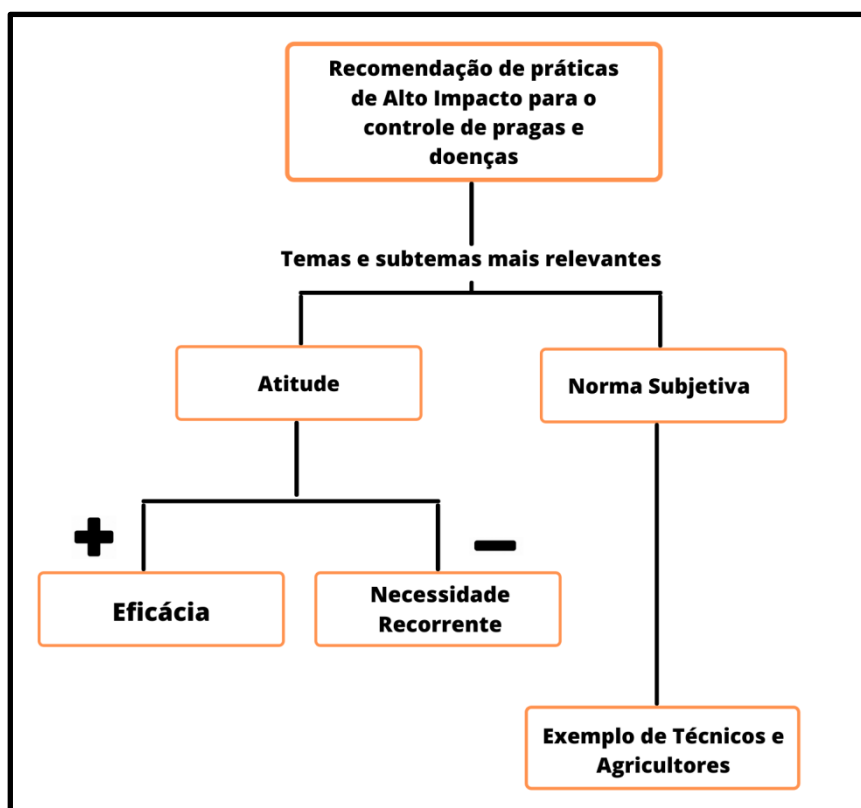 Recomendação de práticas
de Alto Impacto para o
controle de pragas e
doenças
Temas e subtemas mais relevantes
Atitude
Norma Subjetiva
+
−
Eficácia
Necessidade
Recorrente
Exemplo de Técnicos e
Agricultores